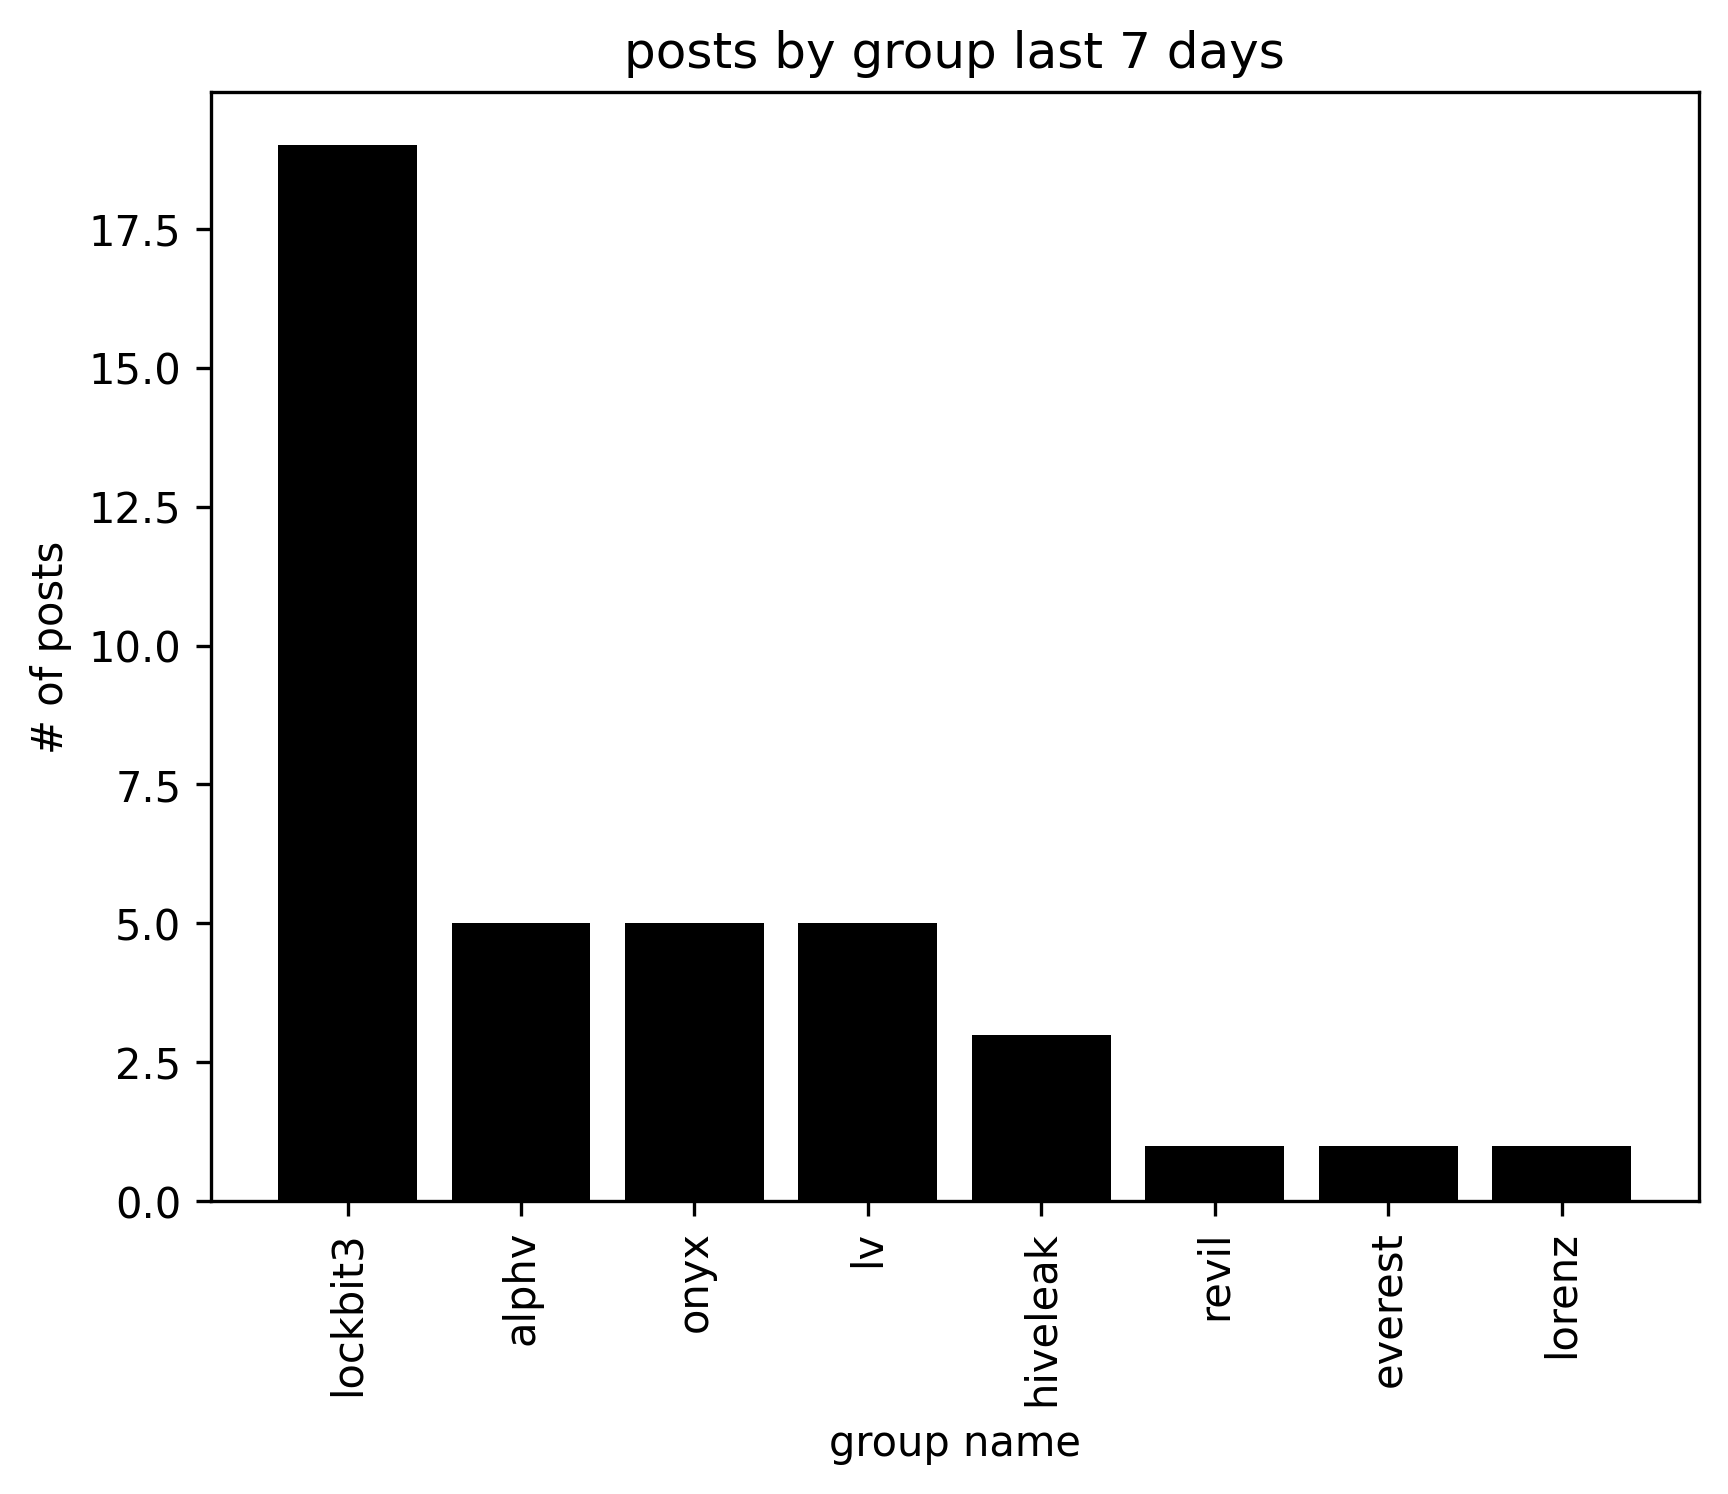 posts by group last 7 days
# of posts
17.5
15.0
12.5
10.0
7.5
5.0
2.5
0.0
lockbit3
alphv
onyx
lv
hiveleak
revil
everest
lorenz
group name